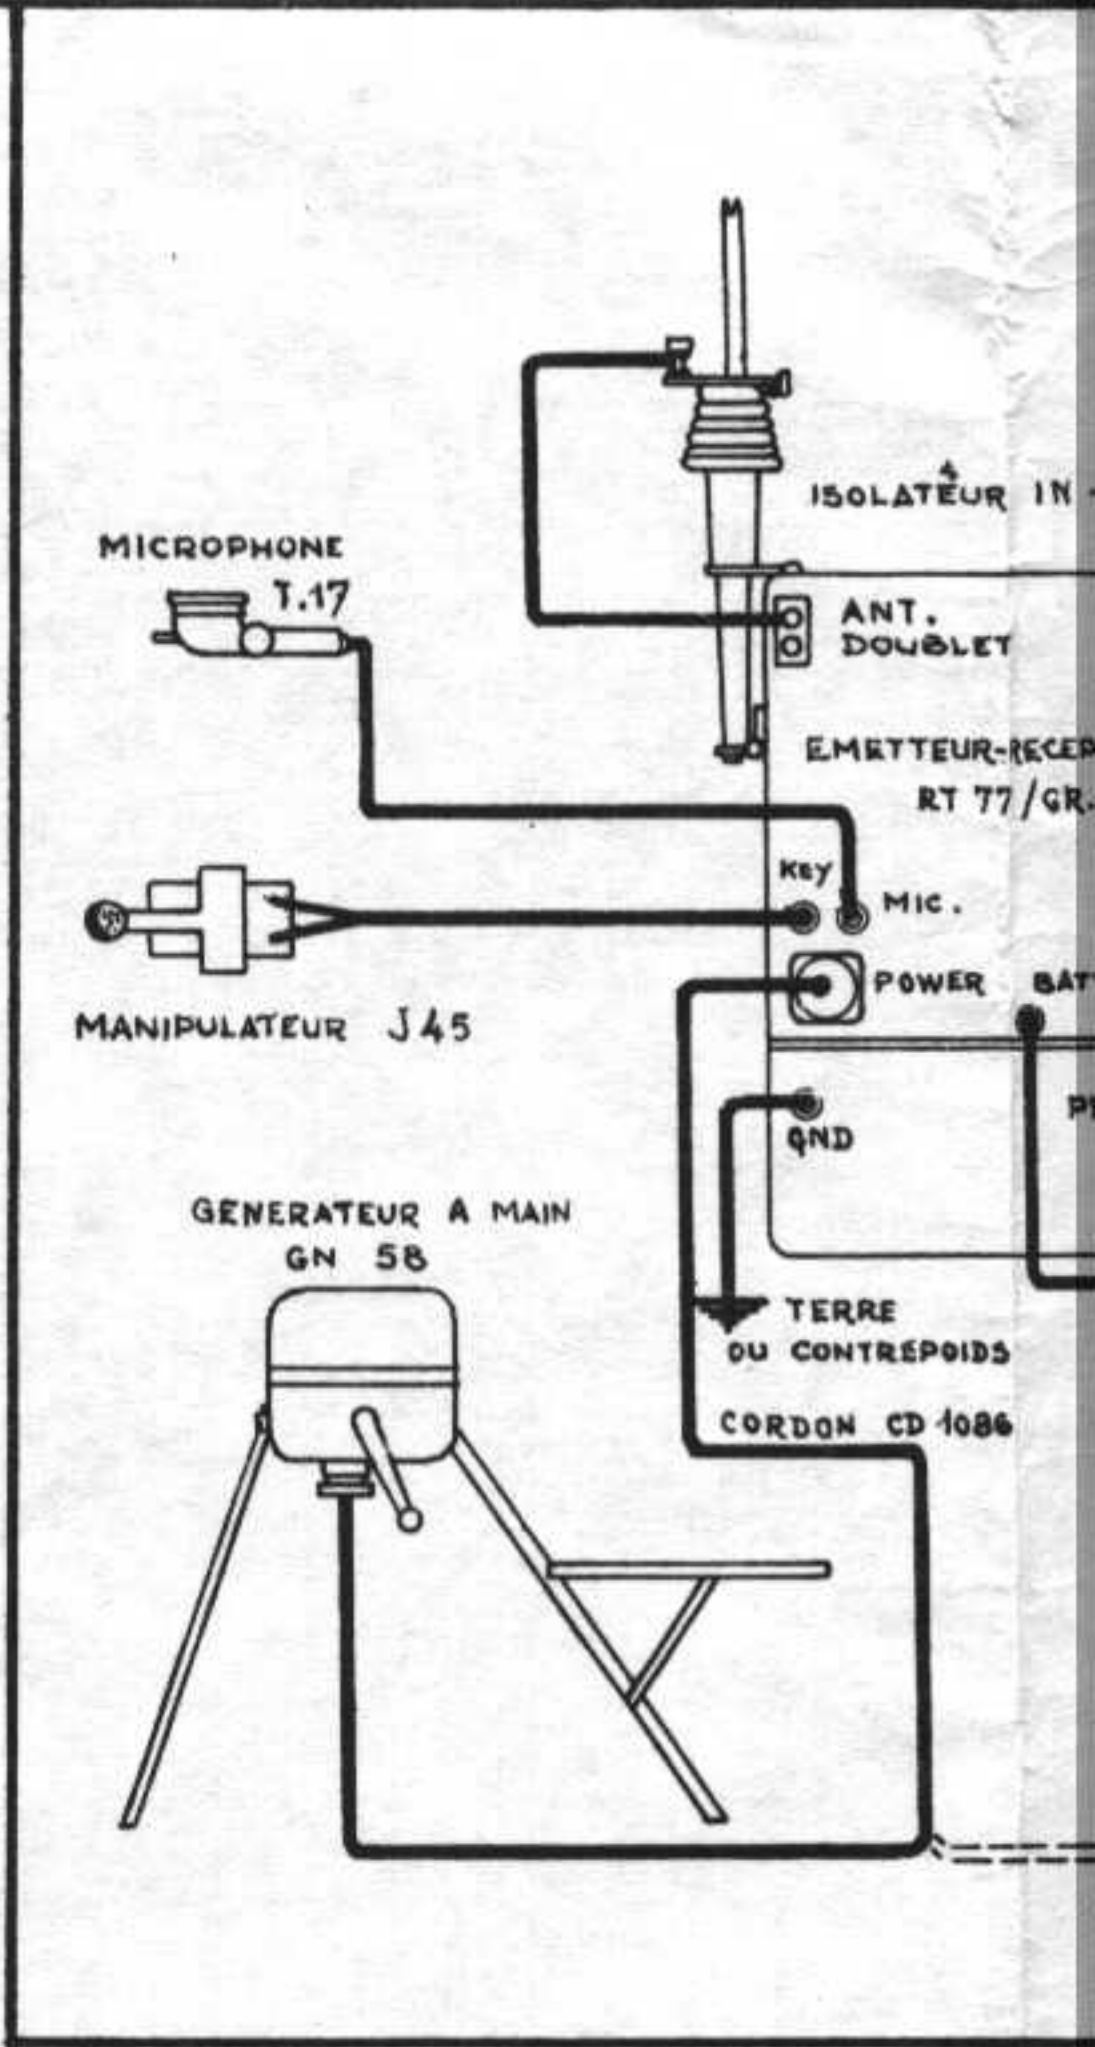 ISOLATEUR IN -
MICROPHONE
T.17
ANT.
DOUBLET
EMETTEUR-RECEP
RT 77/GR.
KEY
MIC.
POWER
BATT
MANIPULATEUR J45
GND
GENERATEUR A MAIN
GN 58
TERRE
OU CONTREPOIDS
CORDON CD 1086